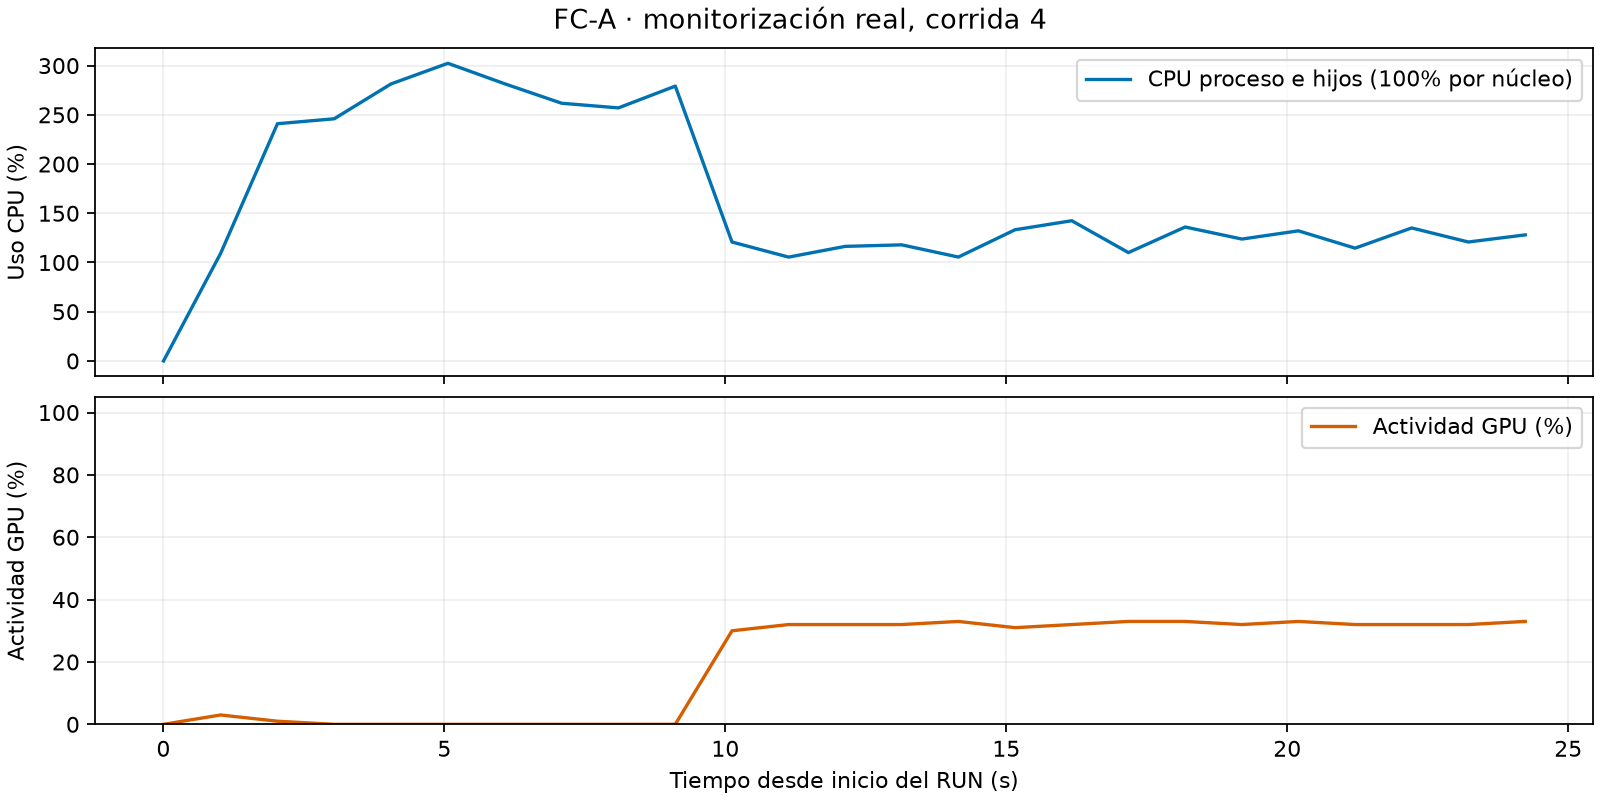 FC-A · monitorización real, corrida 4
300
250
200
150
100
50
0
Uso CPU (%)
CPU proceso e hijos (100% por núcleo)
100
80
60
40
20
0
Actividad GPU (%)
Actividad GPU (%)
0 5 10 15 20 25
Tiempo desde inicio del RUN (s)